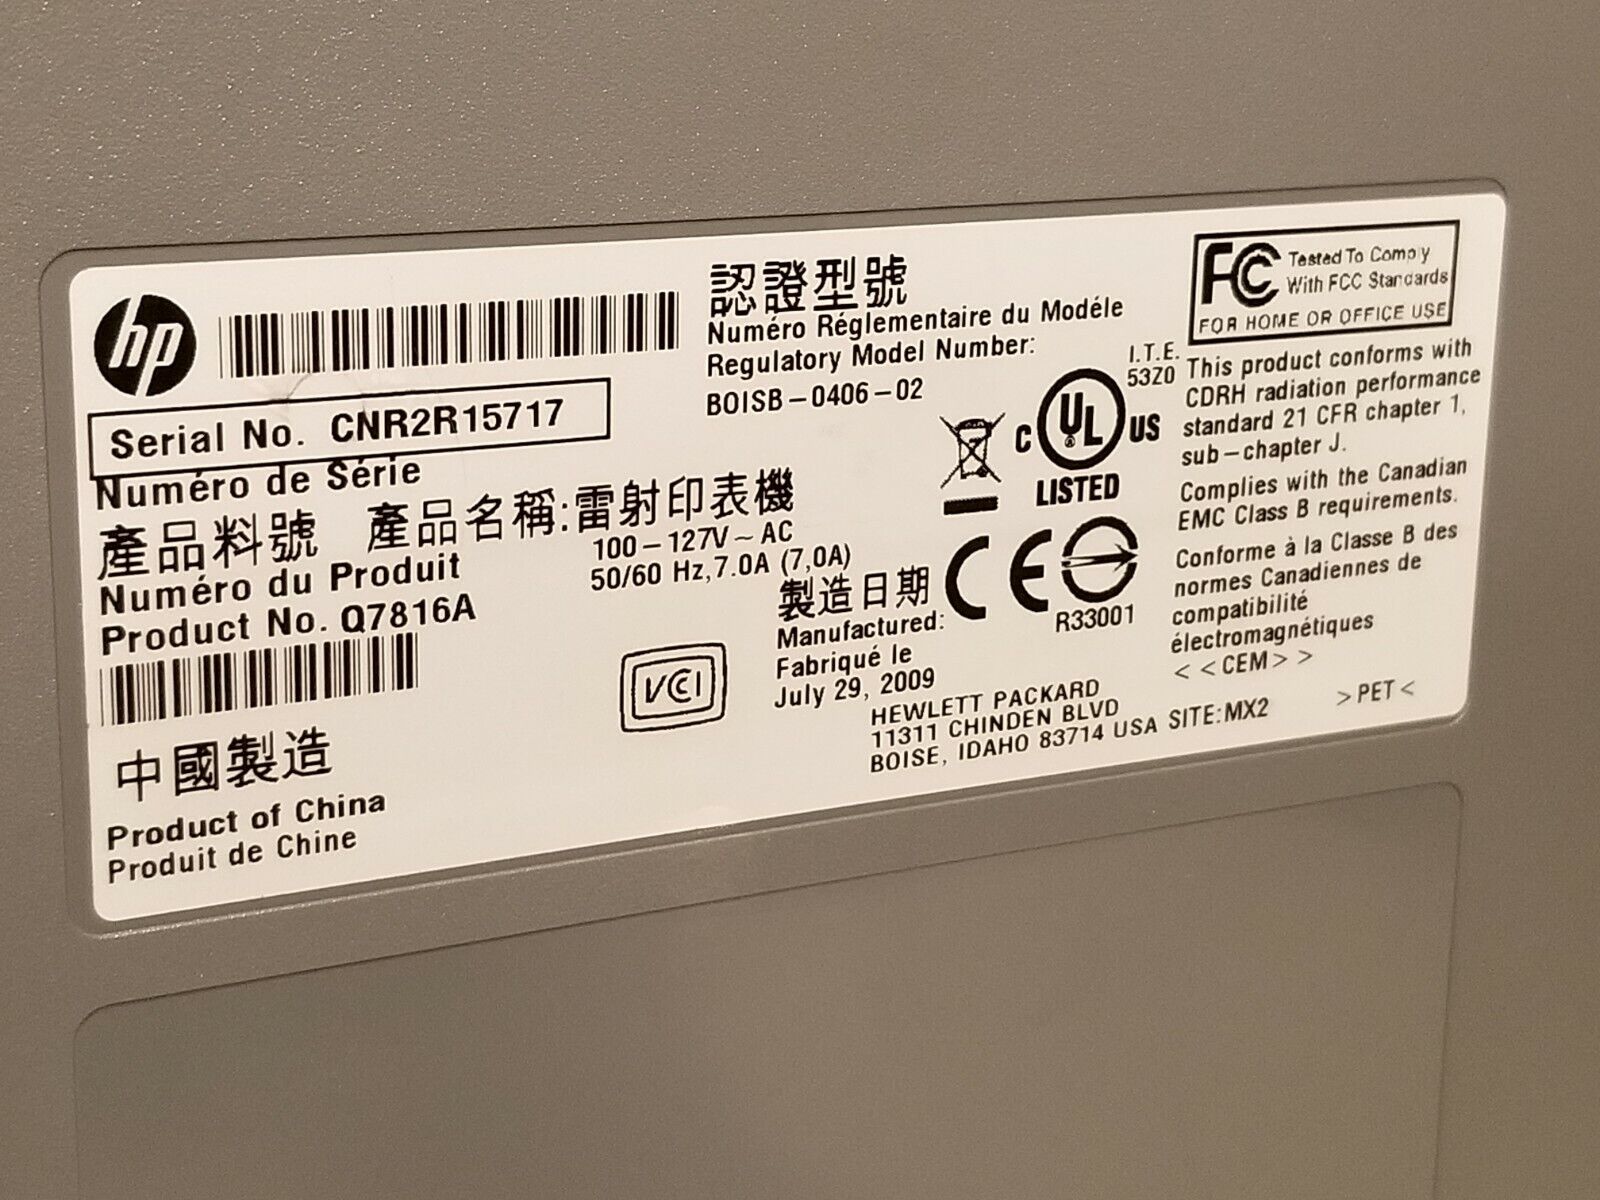 hp
Serial No. CNR2R15717
Numéro de Série
產品料號 產品名稱:雷射印表機
Numéro du Produit
Product No. Q7816A
100-127V~AC
50/60 Hz,7.0A (7,0A)
中國製造
Product of China
Produit de Chine
VCI
認證型號
Numéro Réglementaire du Modéle
Regulatory Model Number:
BOISB-0406-02
製造日期
Manufactured:
Fabriqué le
July 29, 2009
I.T.E.
53Z0
C UL US
LISTED
CE
R33001
HEWLETT PACKARD
11311 CHINDEN BLVD
BOISE, IDAHO 83714 USA SITE:MX2
FC Tested To Comply
With FCC Standards
FOR HOME OR OFFICE USE
This product conforms with
CDRH radiation performance
standard 21 CFR chapter 1,
sub-chapter J.
Complies with the Canadian
EMC Class B requirements.
Conforme à la Classe B des
normes Canadiennes de
compatibilité
électromagnétiques
<<CEM>>
>PET<